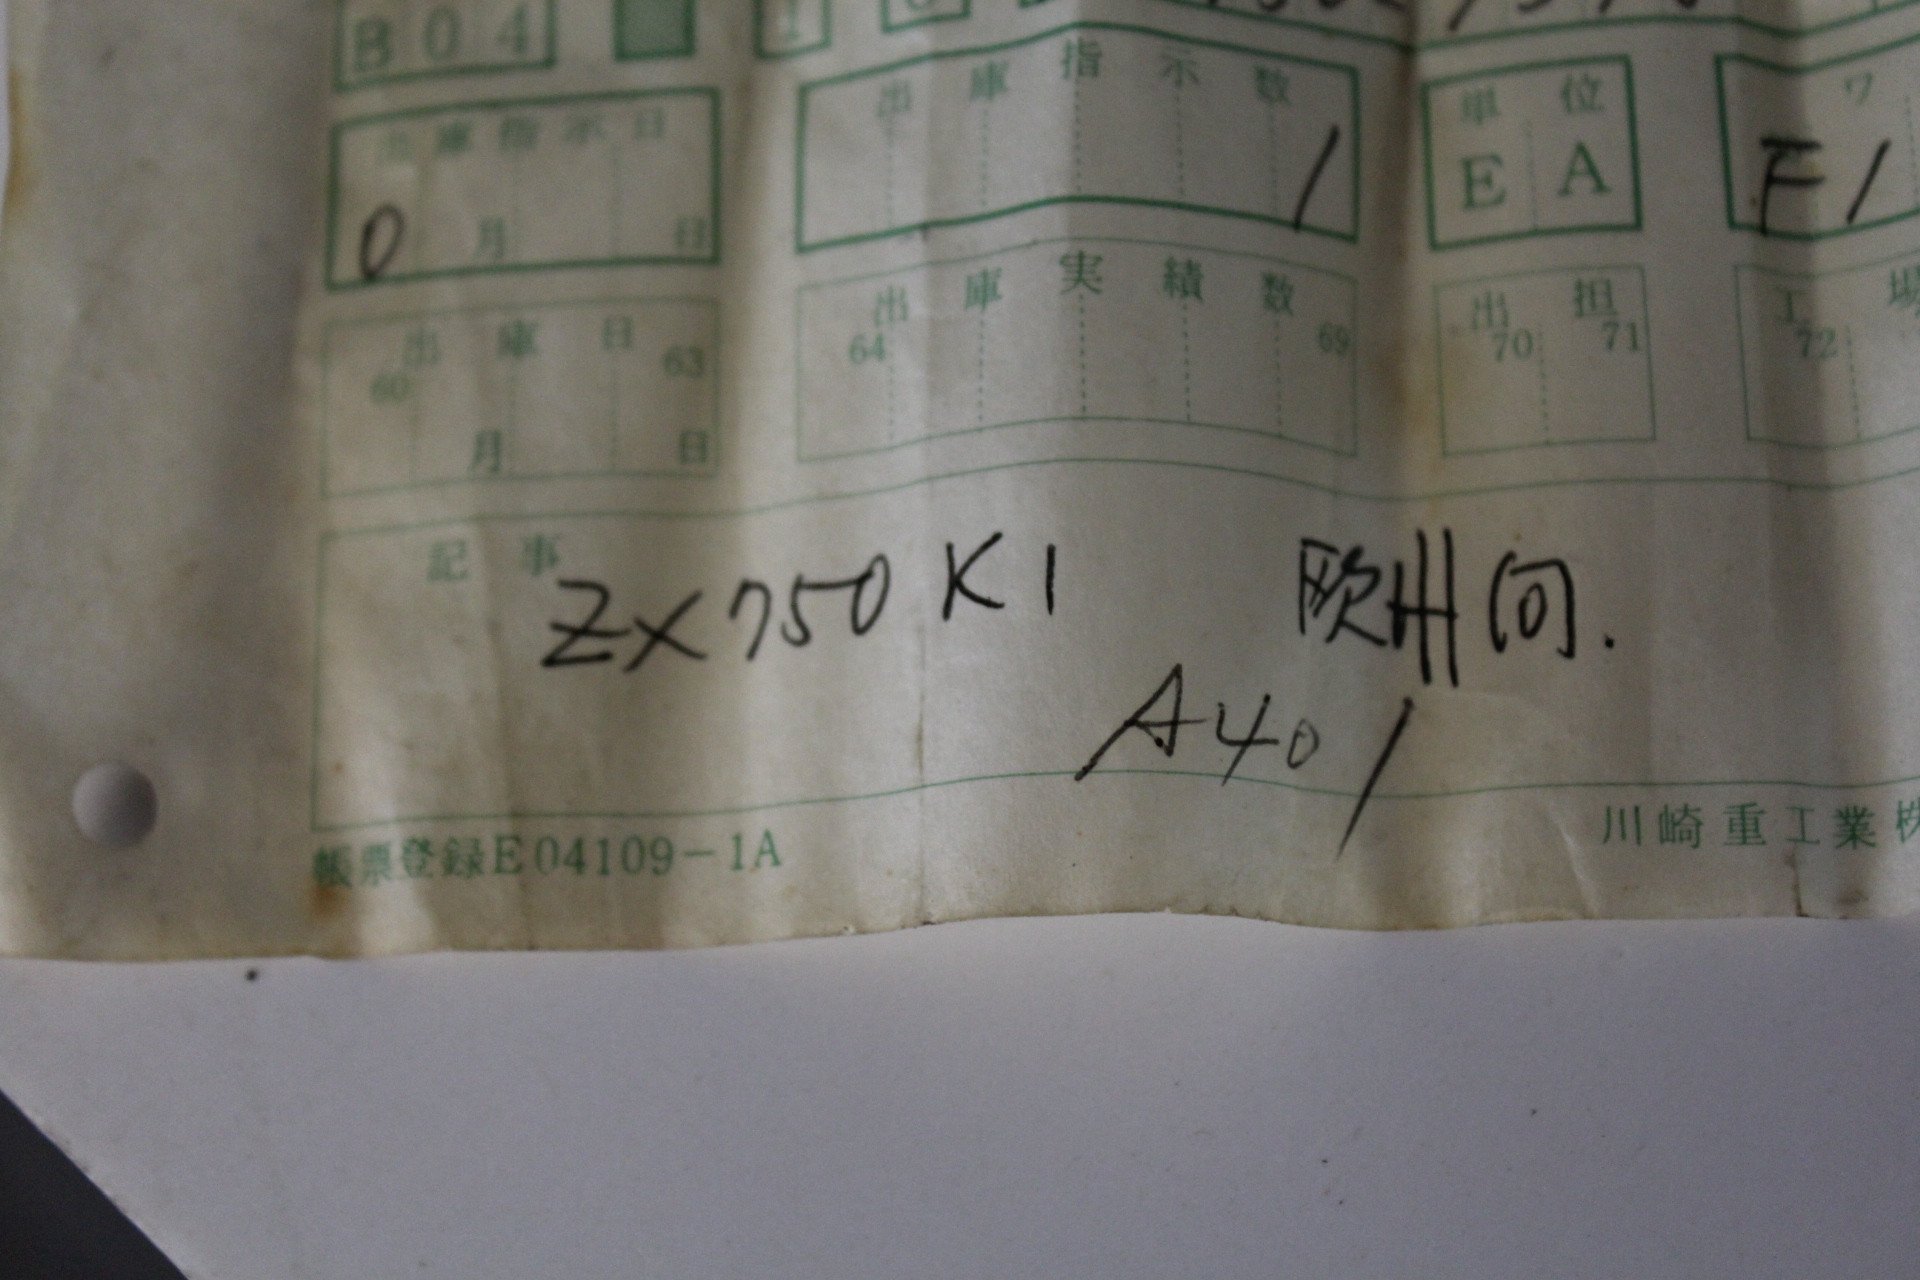 B04
出庫指示日 出庫指示数 単位 ワ
0 月 日 1 EA F1
出庫日 出庫実績数 出担 工場
60 63 64 69 70 71 72
月 日
記事
ZX750K1 欧州向.
A401
帳票登録E04109-1A 川崎重工業株